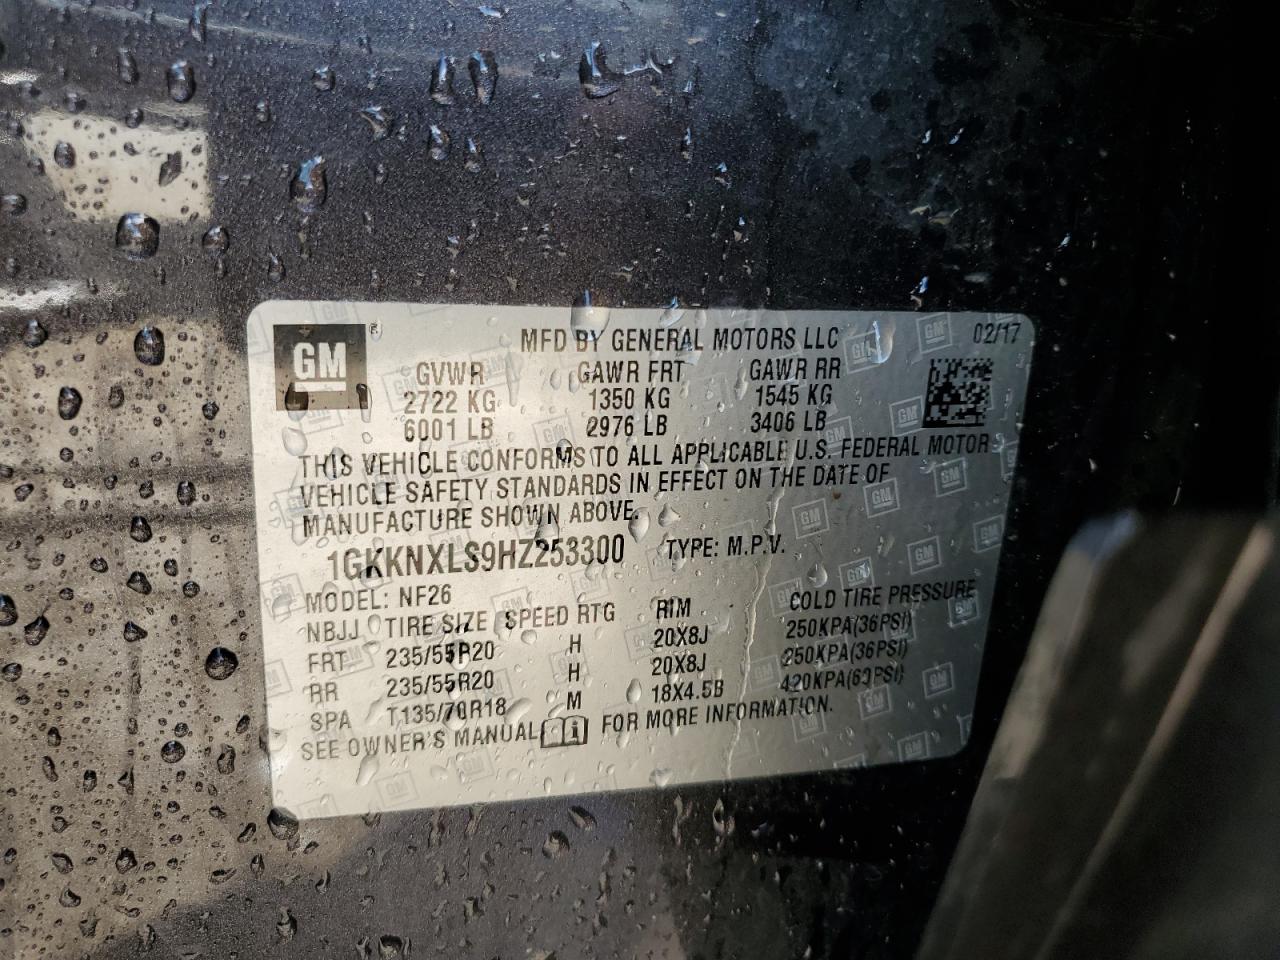 GM ® MFD BY GENERAL MOTORS LLC 02/17
GVWR GAWR FRT GAWR RR
2722 KG 1350 KG 1545 KG
6001 LB 2976 LB 3406 LB
THIS VEHICLE CONFORMS TO ALL APPLICABLE U.S. FEDERAL MOTOR
VEHICLE SAFETY STANDARDS IN EFFECT ON THE DATE OF
MANUFACTURE SHOWN ABOVE.
1GKKNXLS9HZ253300 TYPE: M.P.V.
MODEL: NF26
NBJJ TIRE SIZE SPEED RTG RIM COLD TIRE PRESSURE
FRT 235/55R20 H 20X8J 250KPA(36PSI)
RR 235/55R20 H 20X8J 250KPA(36PSI)
SPA T135/70R18 M 18X4.5B 420KPA(60PSI)
SEE OWNER'S MANUAL FOR MORE INFORMATION.